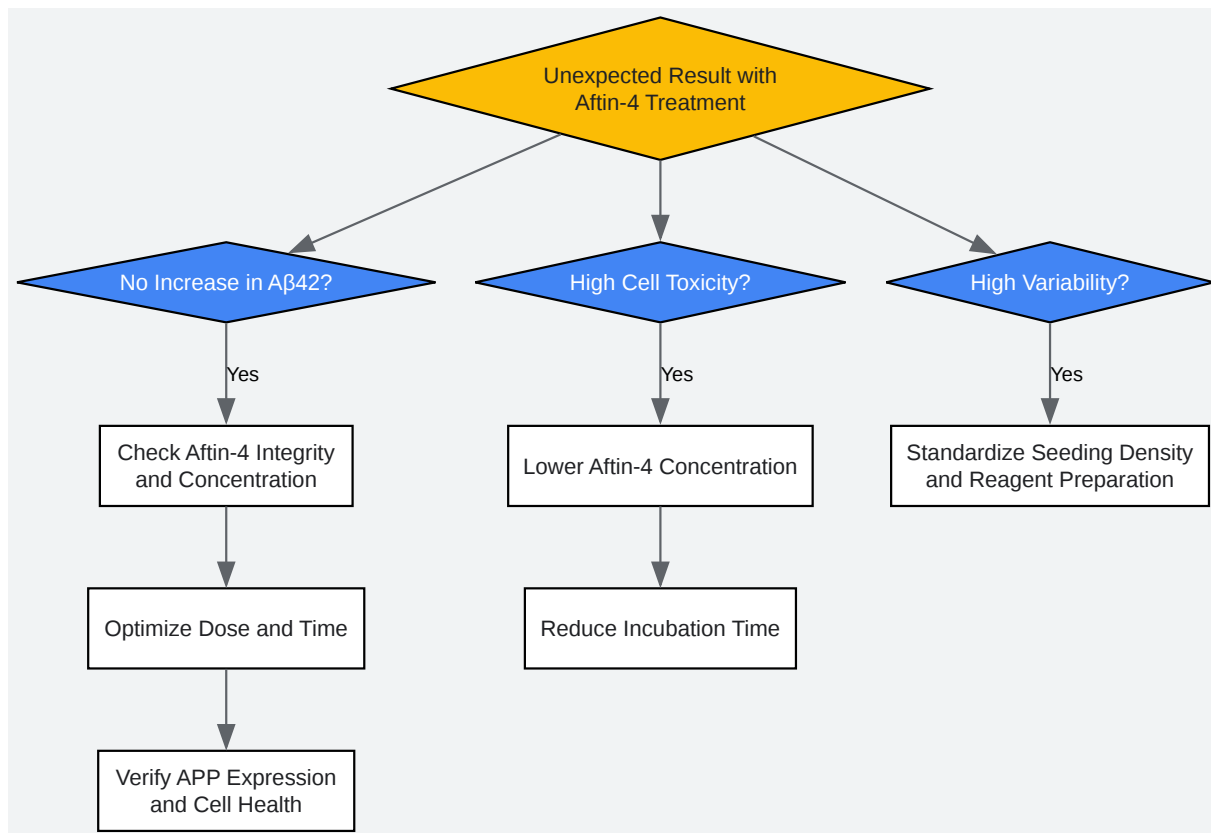 Unexpected Result with
Aftin-4 Treatment
No Increase in Aβ42?
High Cell Toxicity?
High Variability?
Yes
Yes
Yes
Check Aftin-4 Integrity
and Concentration
Lower Aftin-4 Concentration
Standardize Seeding Density
and Reagent Preparation
Optimize Dose and Time
Reduce Incubation Time
Verify APP Expression
and Cell Health